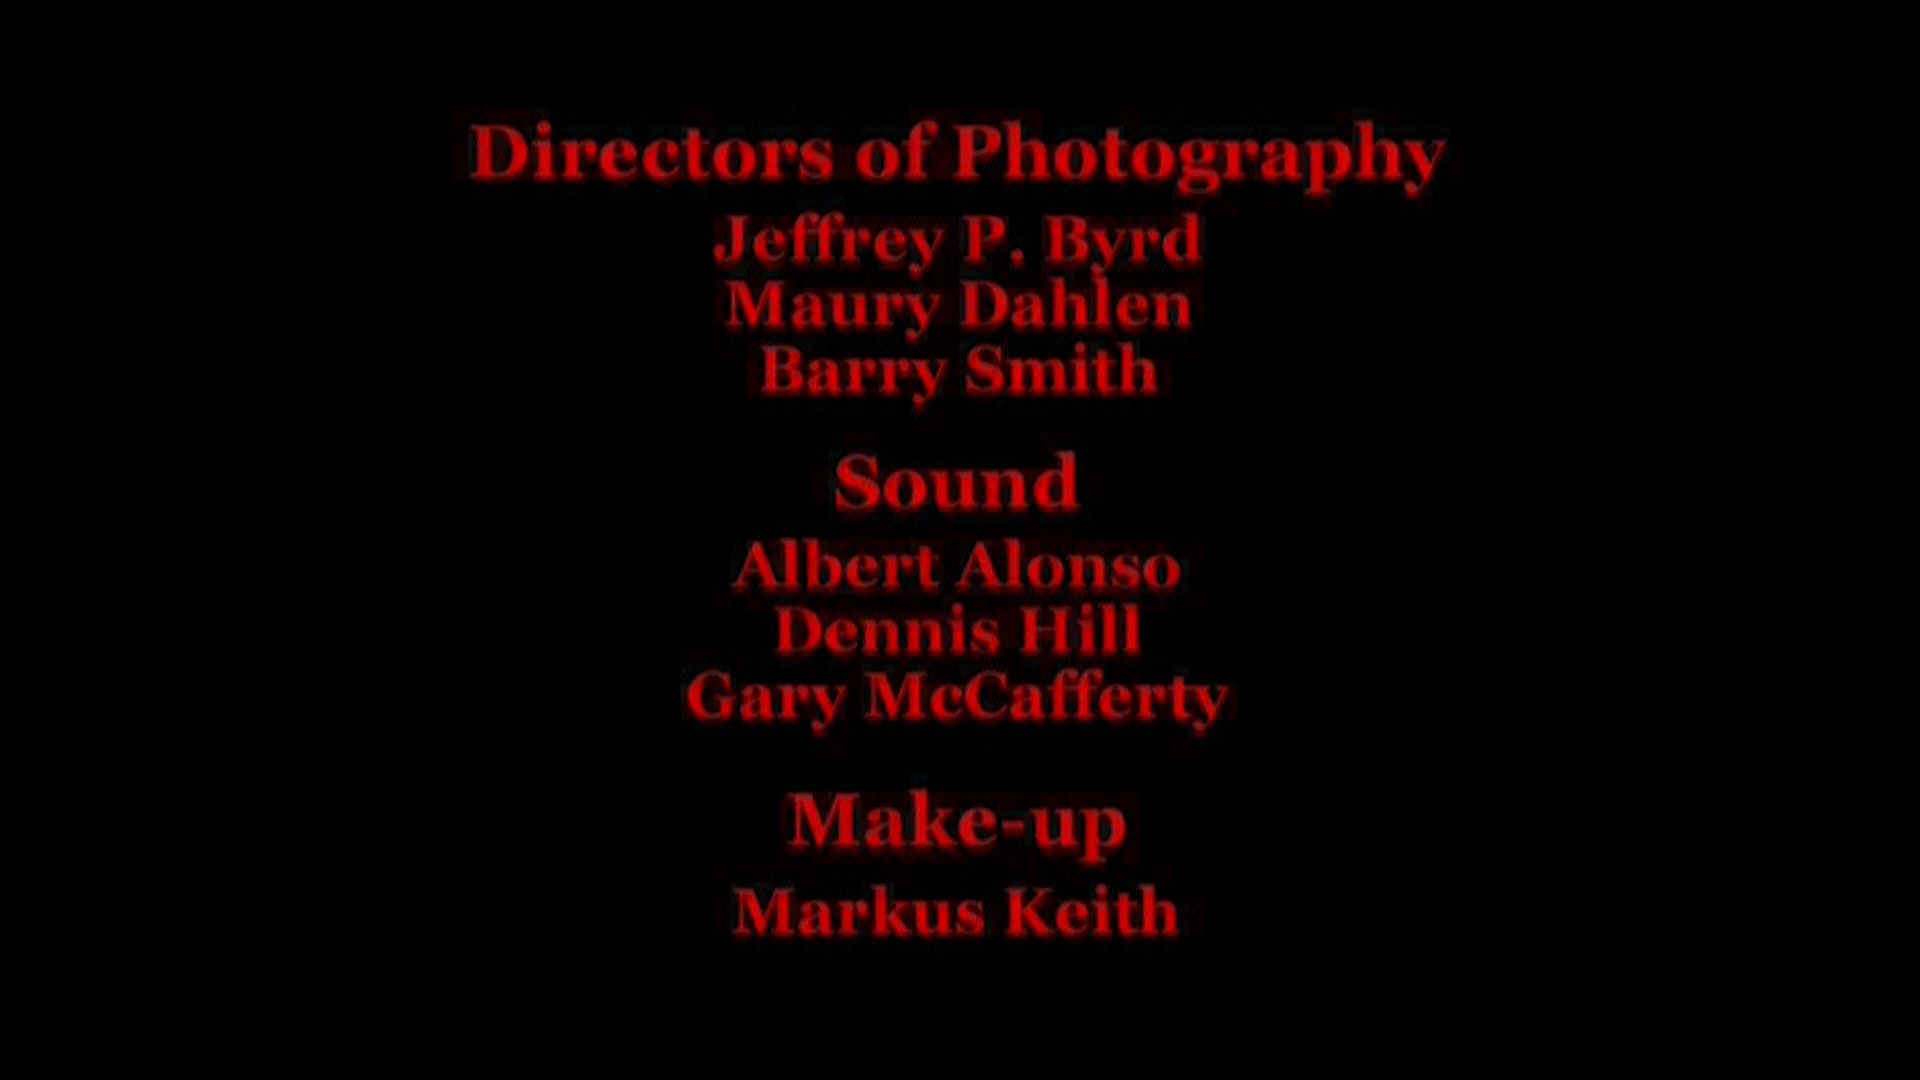 Directors of Photography
Jeffrey P. Byrd
Maury Dahlen
Barry Smith
Sound
Albert Alonso
Dennis Hill
Gary McCafferty
Make-up
Markus Keith